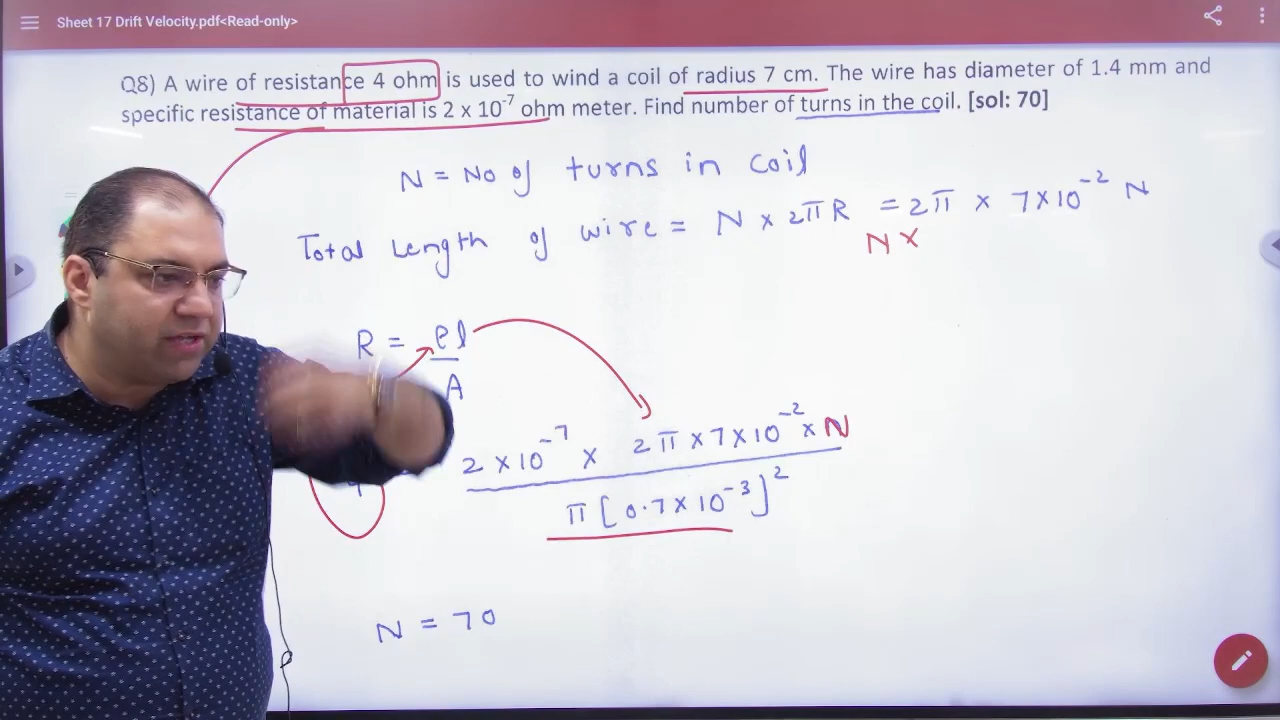 Sheet 17 Drift Velocity.pdf<Read-only>
Q8) A wire of resistance 4 ohm is used to wind a coil of radius 7 cm. The wire has diameter of 1.4 mm and
specific resistance of material is 2 x 10⁻⁷ ohm meter. Find number of turns in the coil. [sol: 70]
N = No of turns in coil
Total Length of wire = N × 2πR = 2π × 7×10⁻² N
N ×
R = ρl
A
2×10⁻⁷ × 2π×7×10⁻² × N
π[0.7×10⁻³]²
N = 70